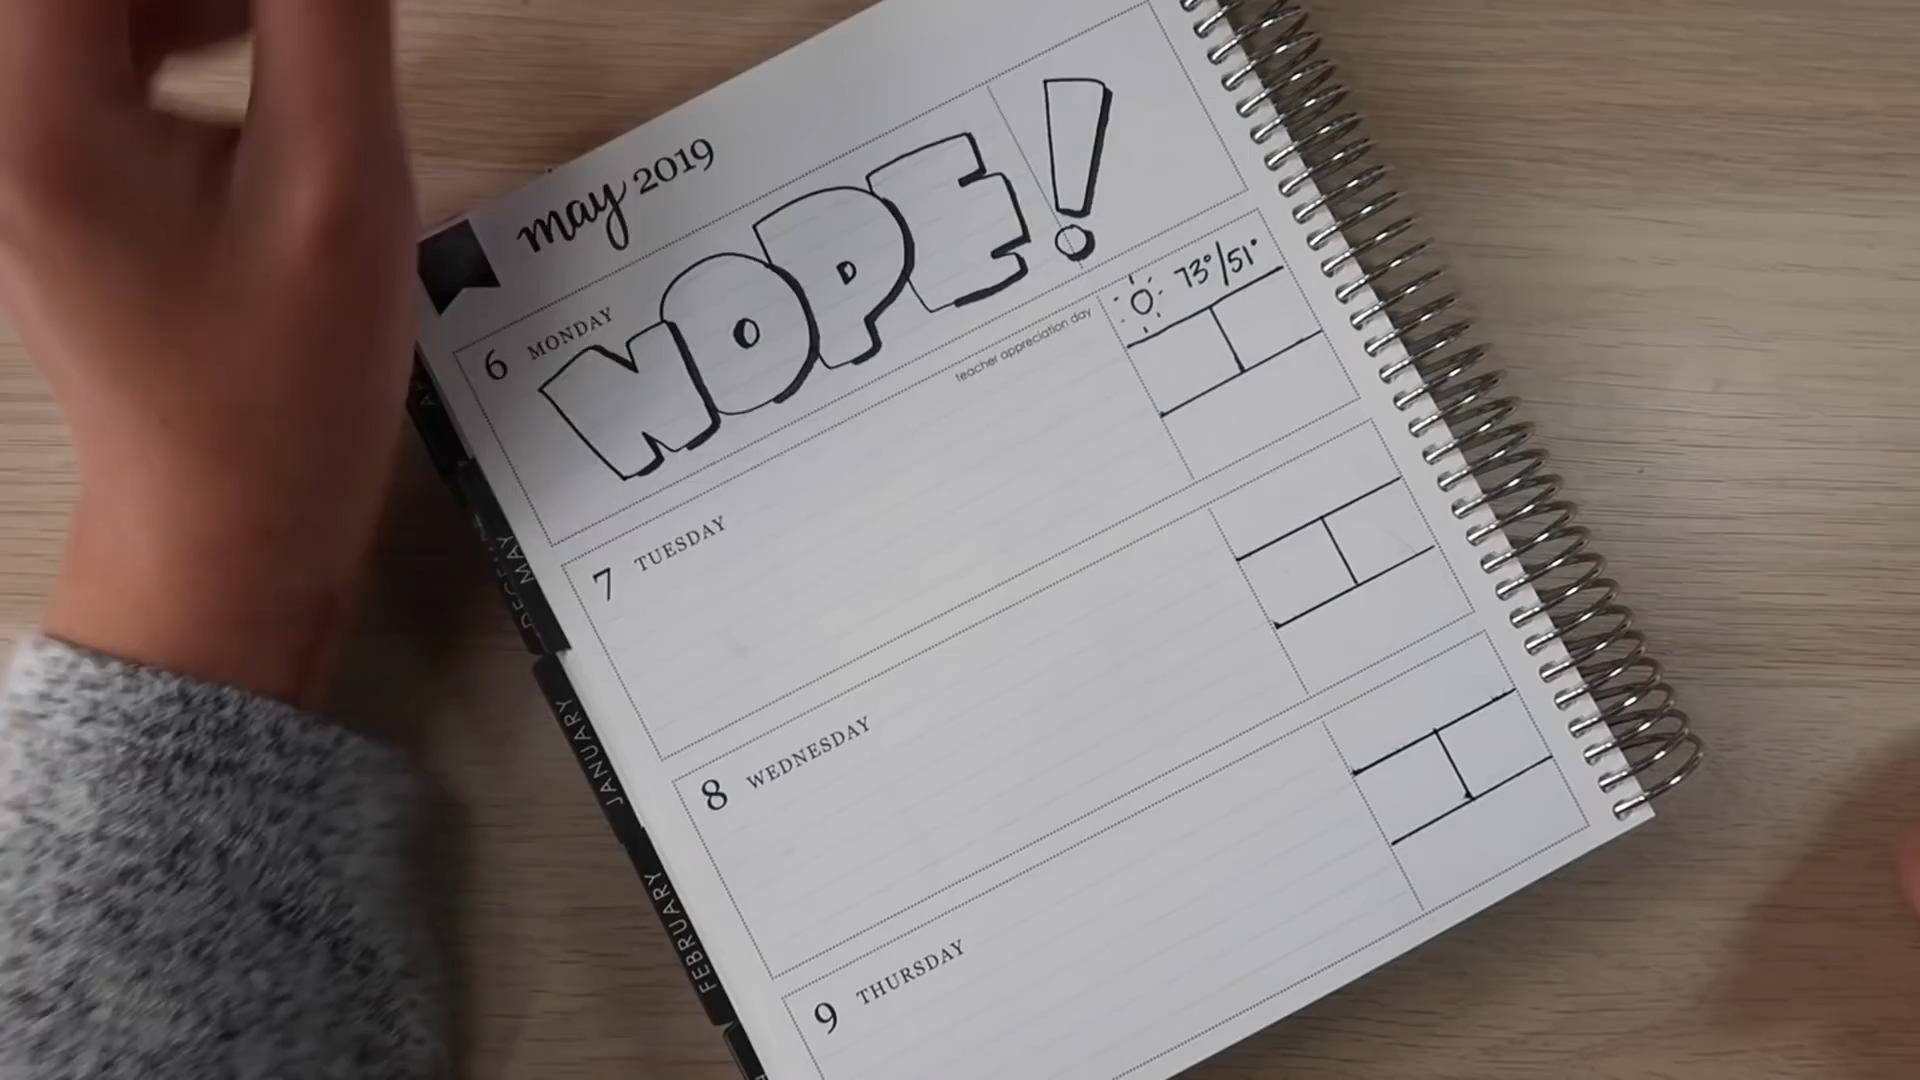 may 2019
6 MONDAY
NOPE!
7 TUESDAY
teacher appreciation day
73°/51°
8 WEDNESDAY
9 THURSDAY
MAY
JANUARY
FEBRUARY